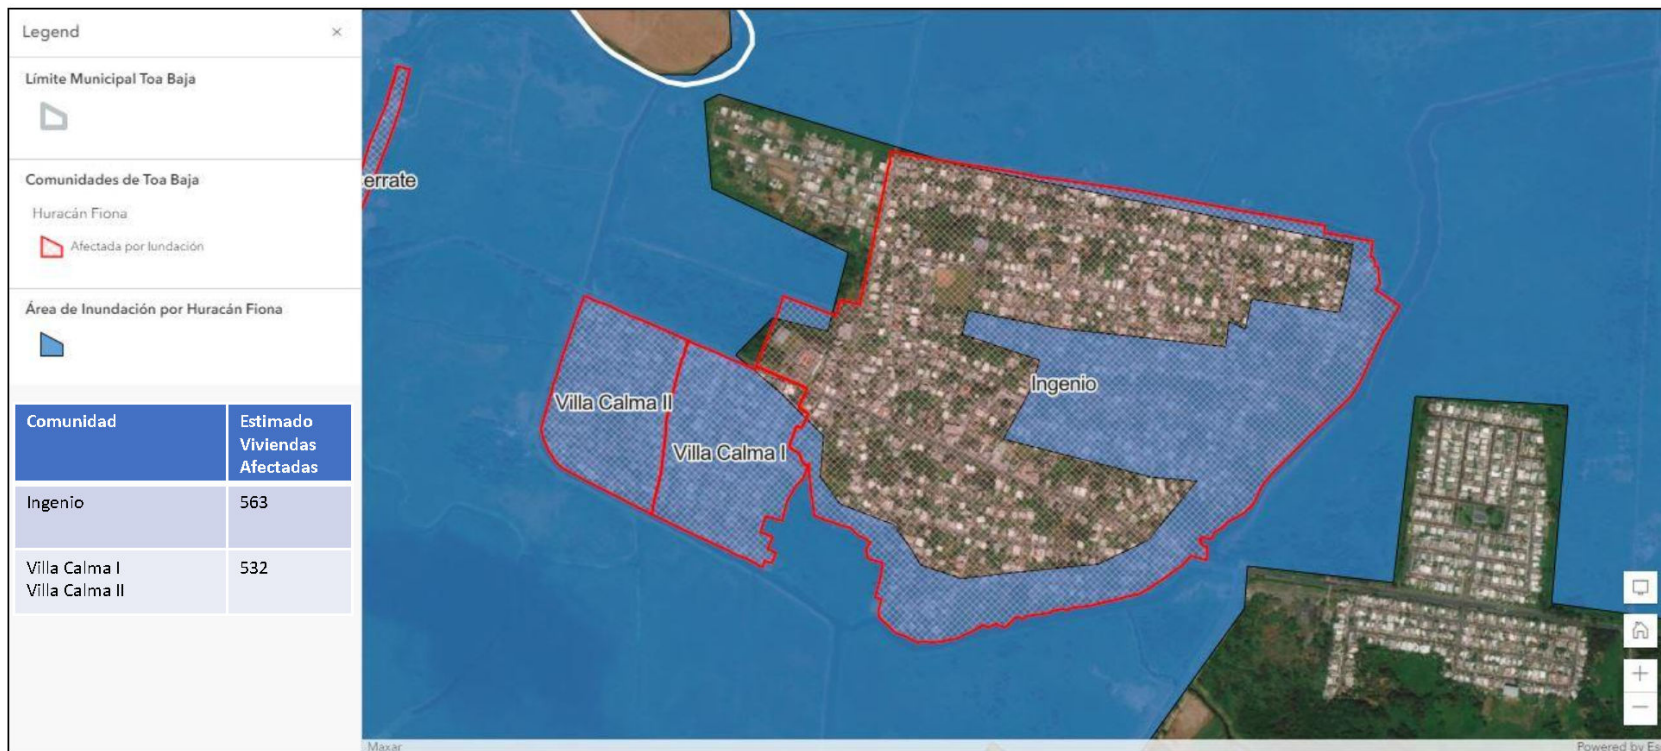 Legend
×
Límite Municipal Toa Baja
Comunidades de Toa Baja
Huracán Fiona
Afectada por Iundación
Área de Inundación por Huracán Fiona
Comunidad
Estimado
Viviendas
Afectadas
Ingenio
563
Villa Calma I
Villa Calma II
532
errate
Villa Calma II
Villa Calma I
Ingenio
Maxar
Powered by Es